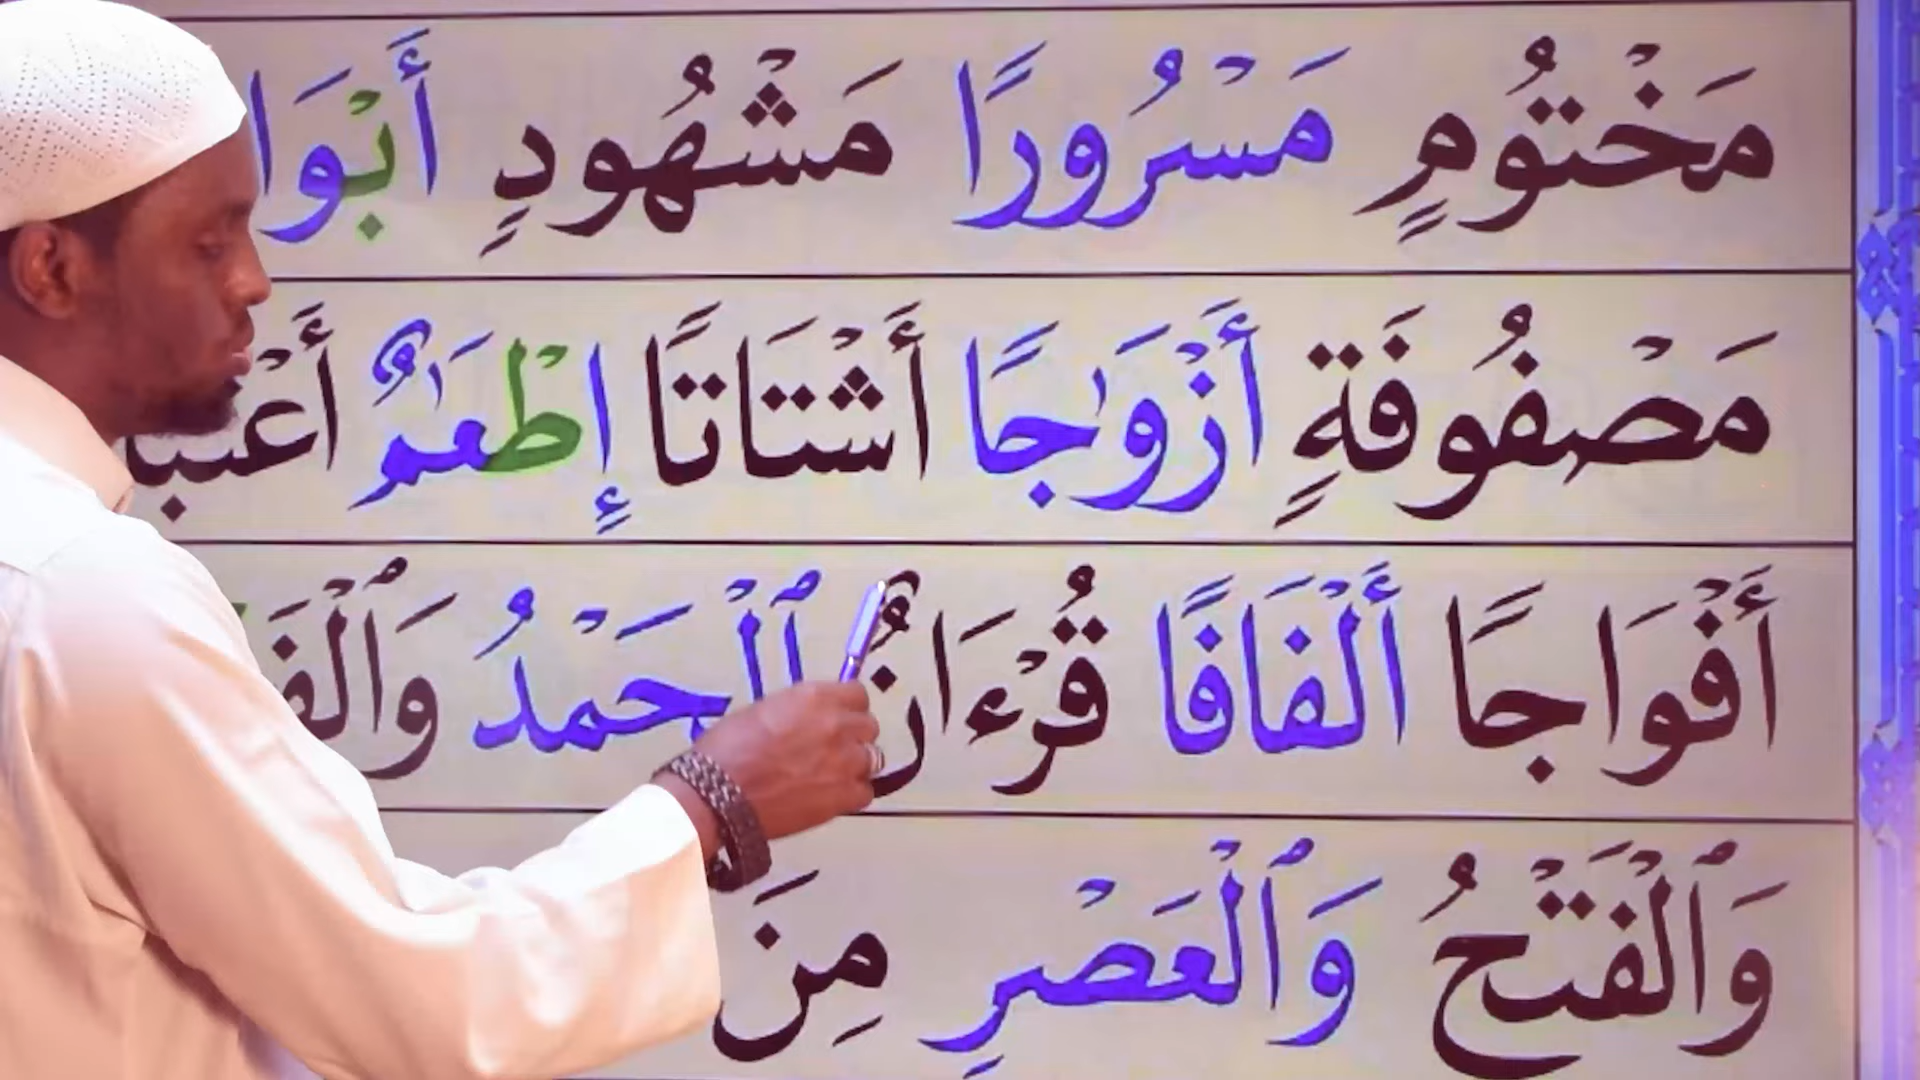 مَخْتُومٍ مَسْرُورًا مَشْهُودٍ أَبْوَا
مَصْفُوفَةٍ أَزْوَٰجًا أَشْتَاتًا إِطْعَٰمٌ
أَفْوَاجًا أَلْفَافًا قُرْءَانٌ ٱلْحَمْدُ
وَٱلْفَتْحُ وَٱلْعَصْرِ مِنَ